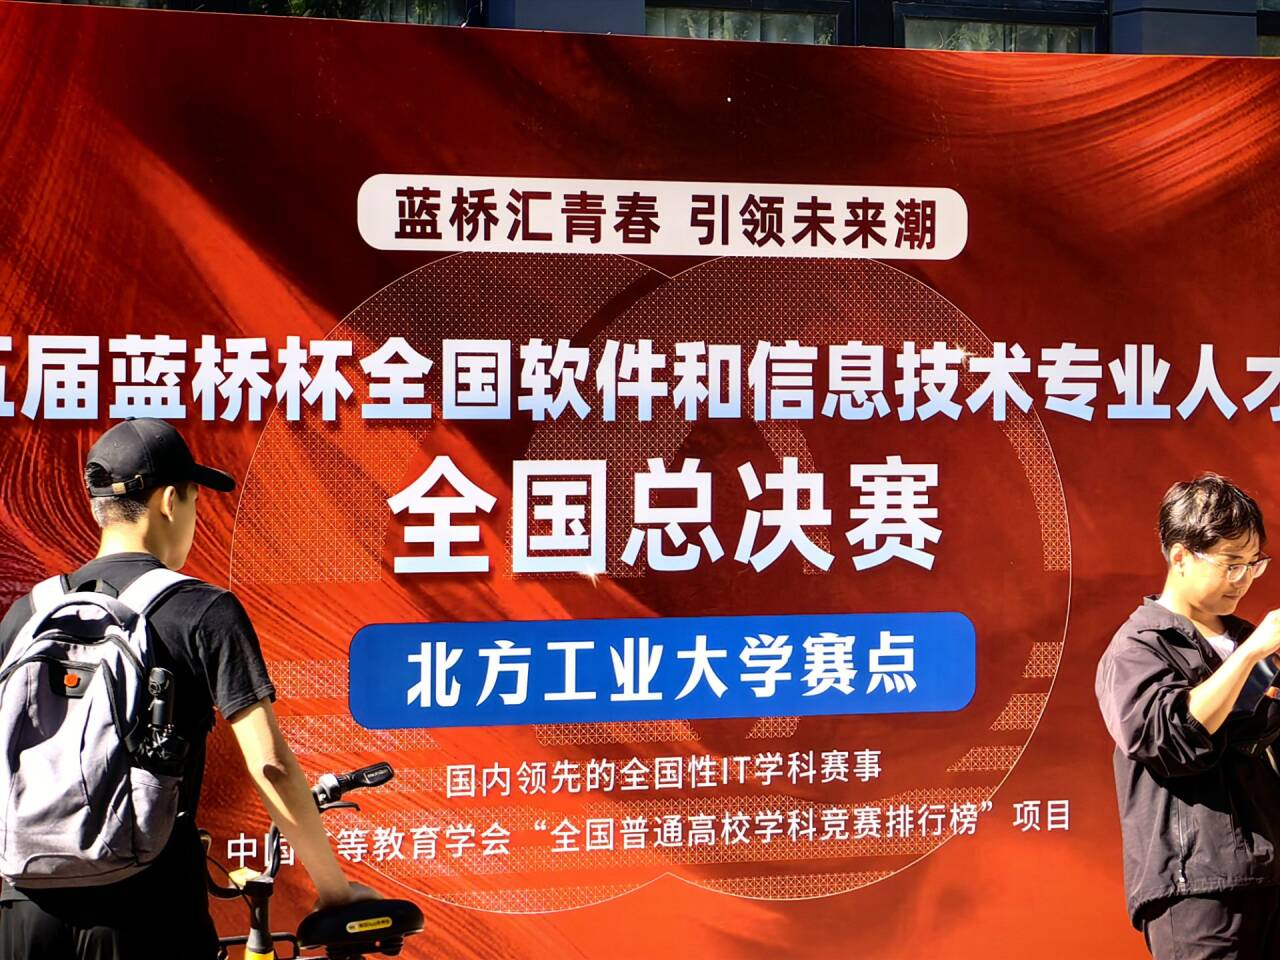 蓝桥汇青春 引领未来潮
五届蓝桥杯全国软件和信息技术专业人才
全国总决赛
北方工业大学赛点
国内领先的全国性IT学科赛事
中国 等教育学会“全国普通高校学科竞赛排行榜”项目